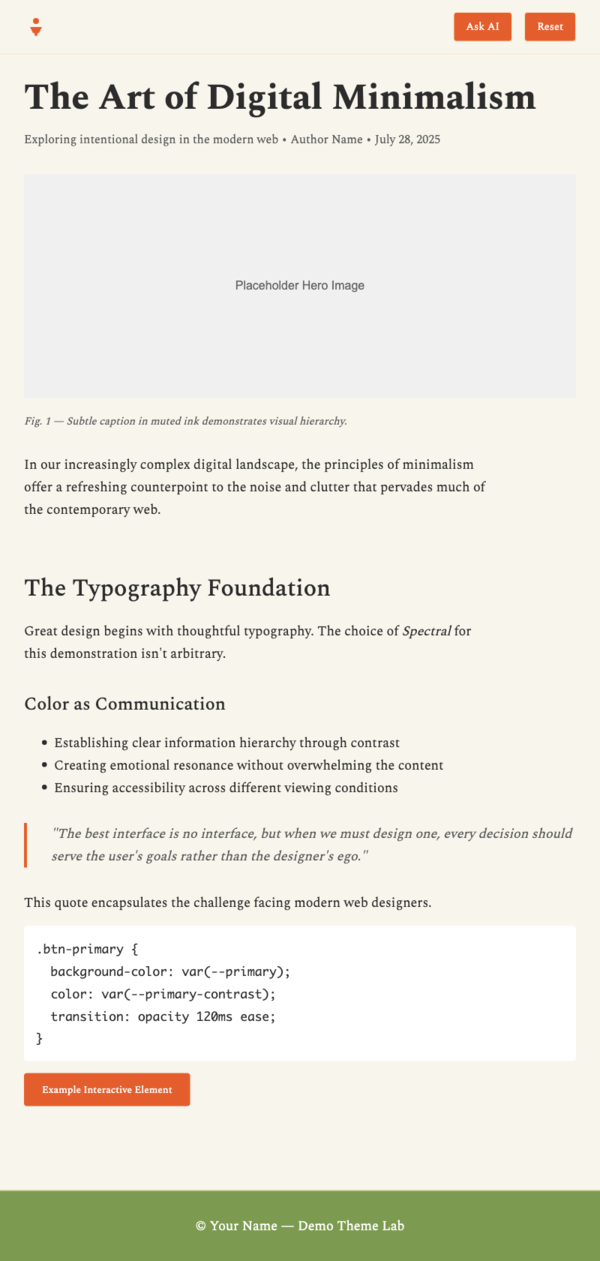 Ask AI
Reset
The Art of Digital Minimalism
Exploring intentional design in the modern web • Author Name • July 28, 2025
Placeholder Hero Image
Fig. 1 — Subtle caption in muted ink demonstrates visual hierarchy.
In our increasingly complex digital landscape, the principles of minimalism
offer a refreshing counterpoint to the noise and clutter that pervades much of
the contemporary web.
The Typography Foundation
Great design begins with thoughtful typography. The choice of Spectral for
this demonstration isn't arbitrary.
Color as Communication
• Establishing clear information hierarchy through contrast
• Creating emotional resonance without overwhelming the content
• Ensuring accessibility across different viewing conditions
"The best interface is no interface, but when we must design one, every decision should
serve the user's goals rather than the designer's ego."
This quote encapsulates the challenge facing modern web designers.
.btn-primary {
  background-color: var(--primary);
  color: var(--primary-contrast);
  transition: opacity 120ms ease;
}
Example Interactive Element
© Your Name — Demo Theme Lab